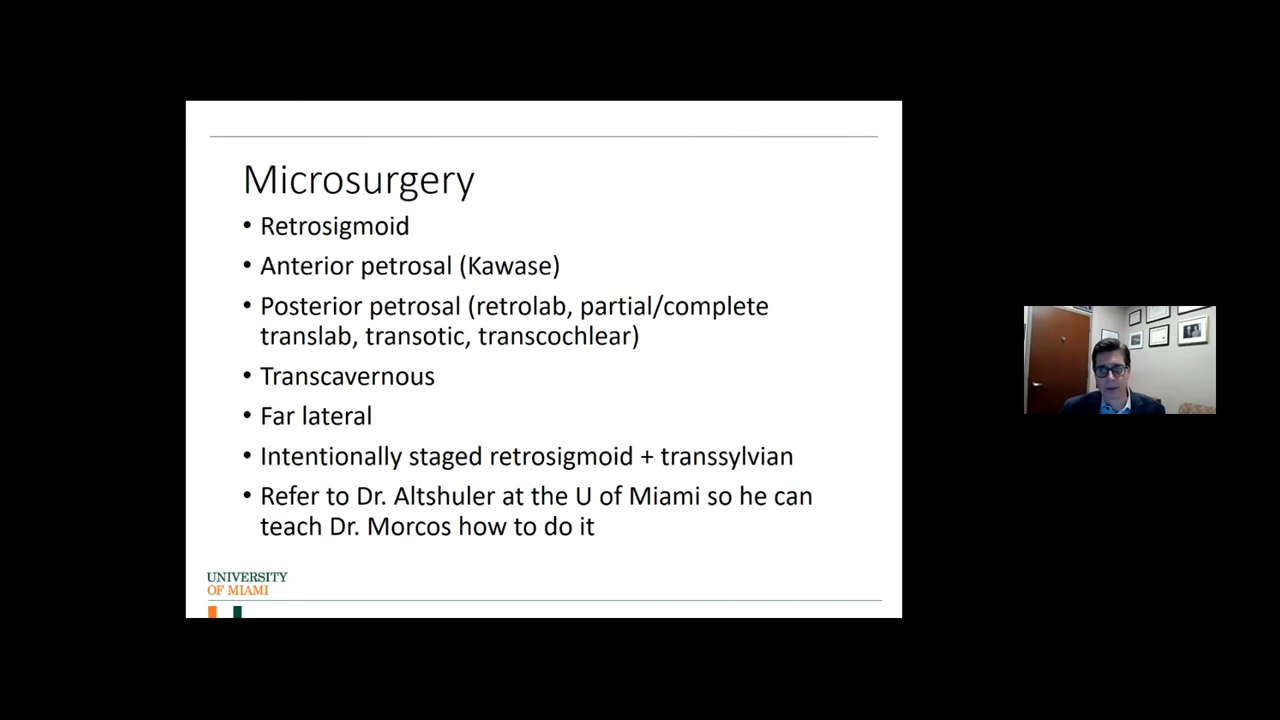 Microsurgery
• Retrosigmoid
• Anterior petrosal (Kawase)
• Posterior petrosal (retrolab, partial/complete
translab, transotic, transcochlear)
• Transcavernous
• Far lateral
• Intentionally staged retrosigmoid + transsylvian
• Refer to Dr. Altshuler at the U of Miami so he can
teach Dr. Morcos how to do it
UNIVERSITY
OF MIAMI